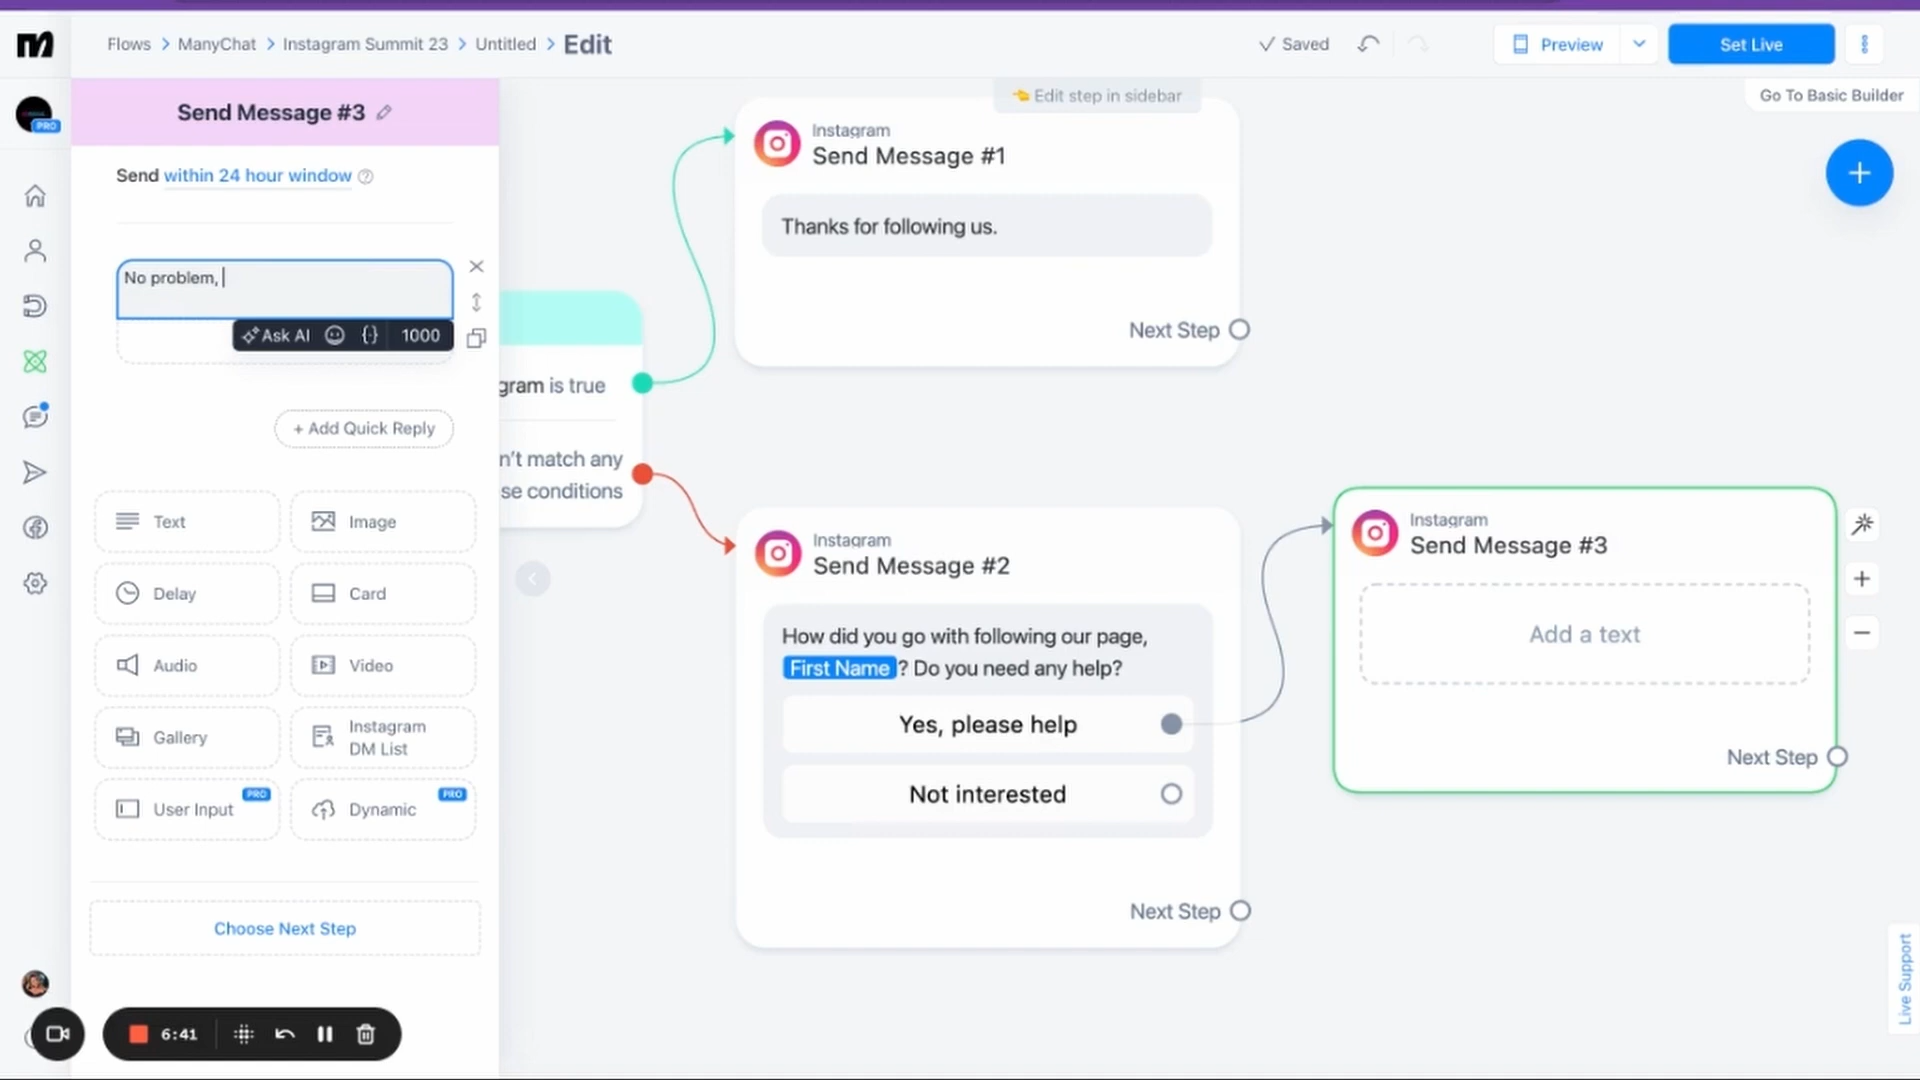 Flows > ManyChat > Instagram Summit 23 > Untitled > Edit
Saved
Preview
Set Live
Go To Basic Builder
PRO
Send Message #3
Send within 24 hour window
No problem,
Ask AI
{} 1000
+ Add Quick Reply
Text
Image
Delay
Card
Audio
Video
Gallery
Instagram
DM List
User Input
PRO
Dynamic
PRO
Choose Next Step
6:41
gram is true
n't match any
se conditions
👈 Edit step in sidebar
Instagram
Send Message #1
Thanks for following us.
Next Step
Instagram
Send Message #2
How did you go with following our page,
First Name ? Do you need any help?
Yes, please help
Not interested
Next Step
Instagram
Send Message #3
Add a text
Next Step
Live Support